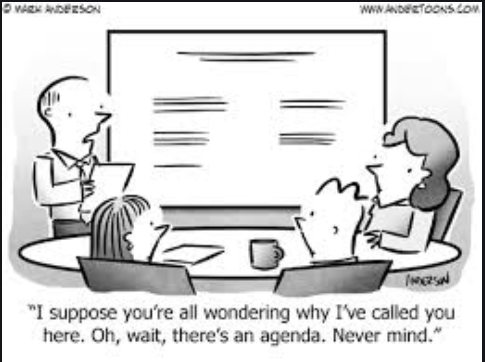 © MARK ANDERSON
WWW.ANDERTOONS.COM
ANDERSON
"I suppose you're all wondering why I've called you
here. Oh, wait, there's an agenda. Never mind."